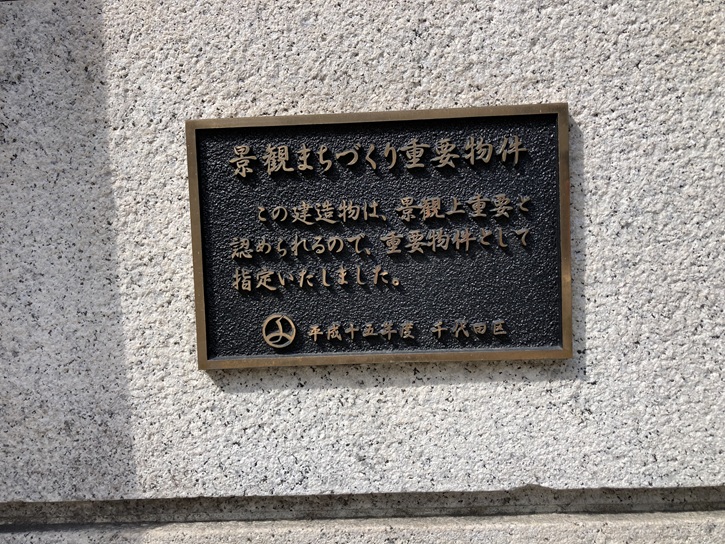 景観まちづくり重要物件
この建造物は、景観上重要と
認められるので、重要物件として
指定いたしました。
平成十五年度 千代田区